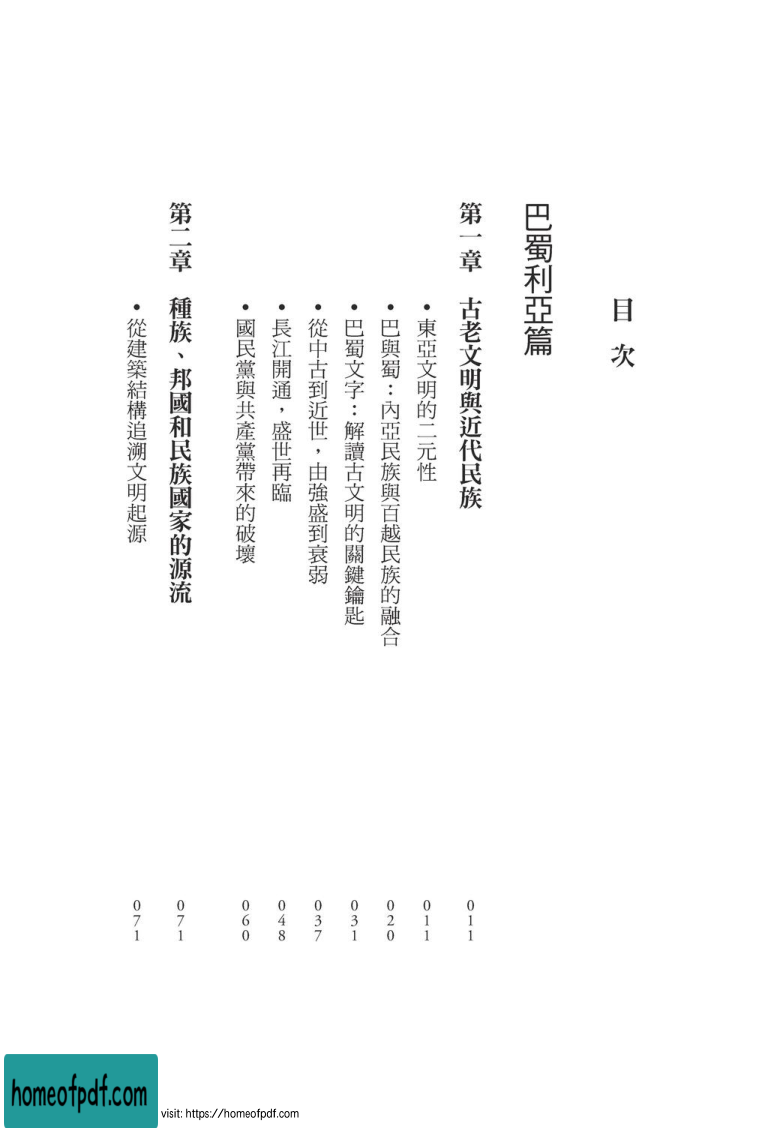 目次
巴蜀利亞篇
第一章 古老文明與近代民族 011
•東亞文明的二元性 011
•巴與蜀：內亞民族與百越民族的融合 020
•巴蜀文字：解讀古文明的關鍵鑰匙 031
•從中古到近世，由強盛到衰弱 037
•長江開通，盛世再臨 048
•國民黨與共產黨帶來的破壞 060
第二章 種族、邦國和民族國家的源流 071
•從建築結構追溯文明起源 071
homeofpdf.com
visit: https://homeofpdf.com